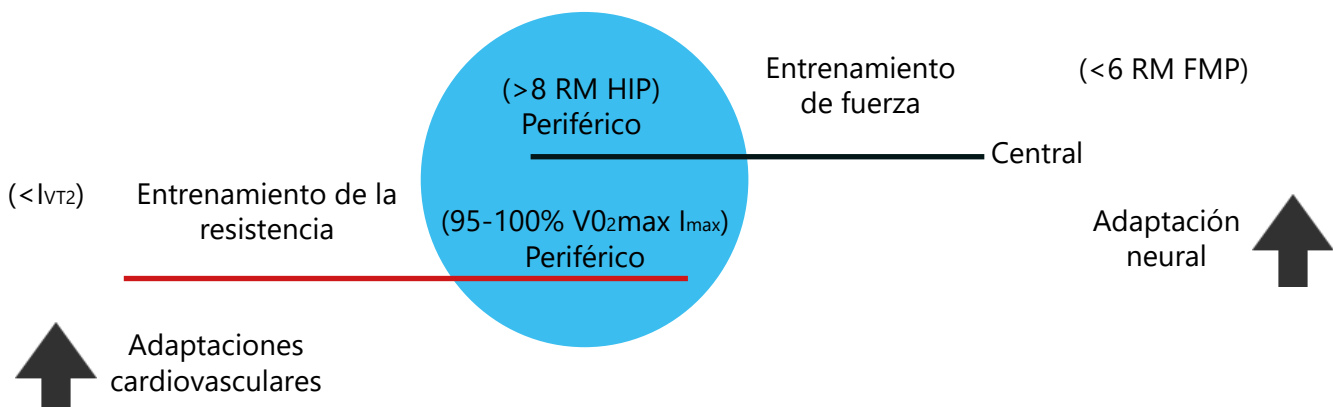 (>8 RM HIP)
Periférico
Entrenamiento
de fuerza
(<6 RM FMP)
Central
(<IVT2)
Entrenamiento de la
resistencia
(95-100% V02max Imax)
Periférico
Adaptación
neural
Adaptaciones
cardiovasculares